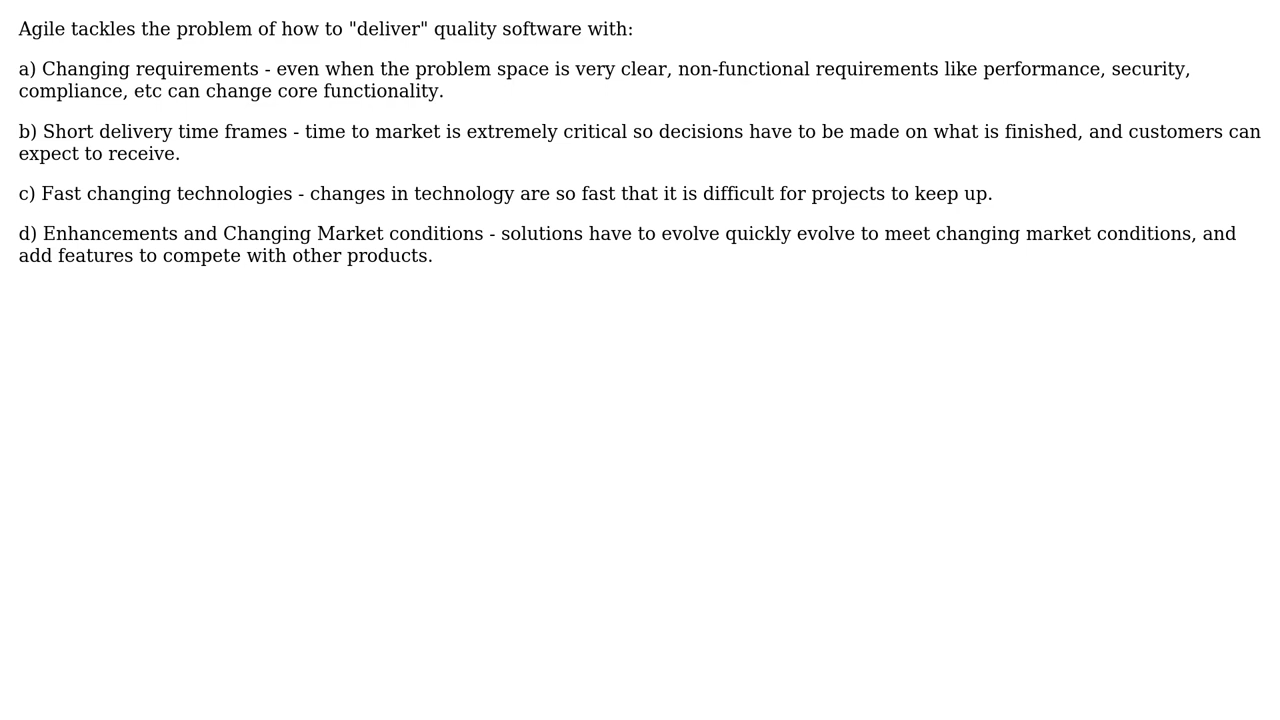 Agile tackles the problem of how to "deliver" quality software with:
a) Changing requirements - even when the problem space is very clear, non-functional requirements like performance, security,
compliance, etc can change core functionality.
b) Short delivery time frames - time to market is extremely critical so decisions have to be made on what is finished, and customers can
expect to receive.
c) Fast changing technologies - changes in technology are so fast that it is difficult for projects to keep up.
d) Enhancements and Changing Market conditions - solutions have to evolve quickly evolve to meet changing market conditions, and
add features to compete with other products.